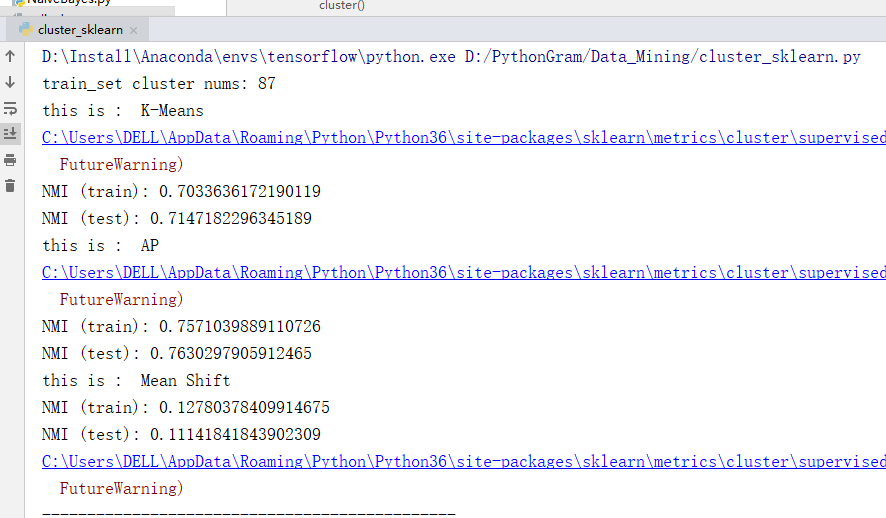 NaiveBayes.py
cluster()
cluster_sklearn
D:\Install\Anaconda\envs\tensorflow\python.exe D:/PythonGram/Data_Mining/cluster_sklearn.py
train_set cluster nums: 87
this is :  K-Means
C:\Users\DELL\AppData\Roaming\Python\Python36\site-packages\sklearn\metrics\cluster\supervised
FutureWarning)
NMI (train): 0.7033636172190119
NMI (test): 0.7147182296345189
this is :  AP
C:\Users\DELL\AppData\Roaming\Python\Python36\site-packages\sklearn\metrics\cluster\supervised
FutureWarning)
NMI (train): 0.7571039889110726
NMI (test): 0.7630297905912465
this is :  Mean Shift
NMI (train): 0.12780378409914675
NMI (test): 0.11141841843902309
C:\Users\DELL\AppData\Roaming\Python\Python36\site-packages\sklearn\metrics\cluster\supervised
FutureWarning)
----------------------------------------------